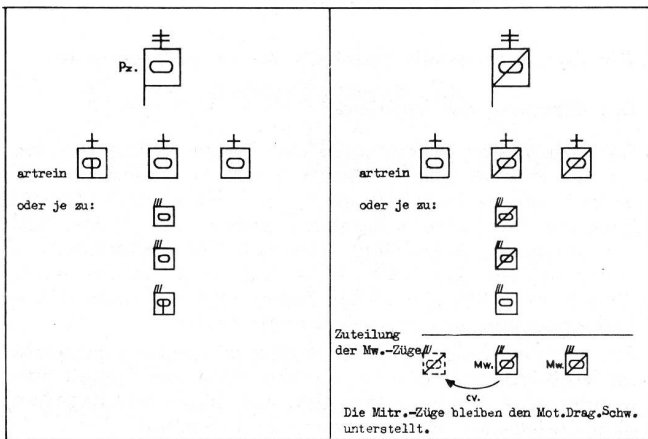 Pz.
artrein
oder je zu:
artrein
oder je zu:
Zuteilung
der Mw.-Züge
Mw.
Mw.
cv.
Die Mitr.-Züge bleiben den Mot.Drag.Schw.
unterstellt.